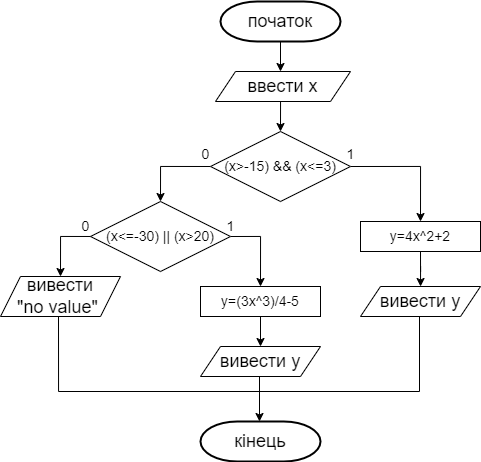 початок
ввести x
0
(x>-15) && (x<=3)
1
0
(x<=-30) || (x>20)
1
y=4x^2+2
вивести
"no value"
y=(3x^3)/4-5
вивести y
вивести y
кінець